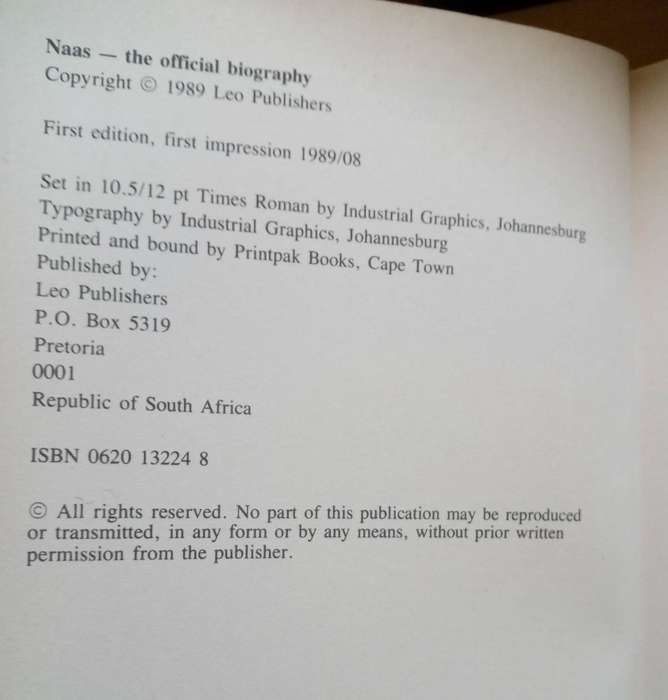 Naas — the official biography
Copyright © 1989 Leo Publishers
First edition, first impression 1989/08
Set in 10.5/12 pt Times Roman by Industrial Graphics, Johannesburg
Typography by Industrial Graphics, Johannesburg
Printed and bound by Printpak Books, Cape Town
Published by:
Leo Publishers
P.O. Box 5319
Pretoria
0001
Republic of South Africa
ISBN 0620 13224 8
© All rights reserved. No part of this publication may be reproduced
or transmitted, in any form or by any means, without prior written
permission from the publisher.